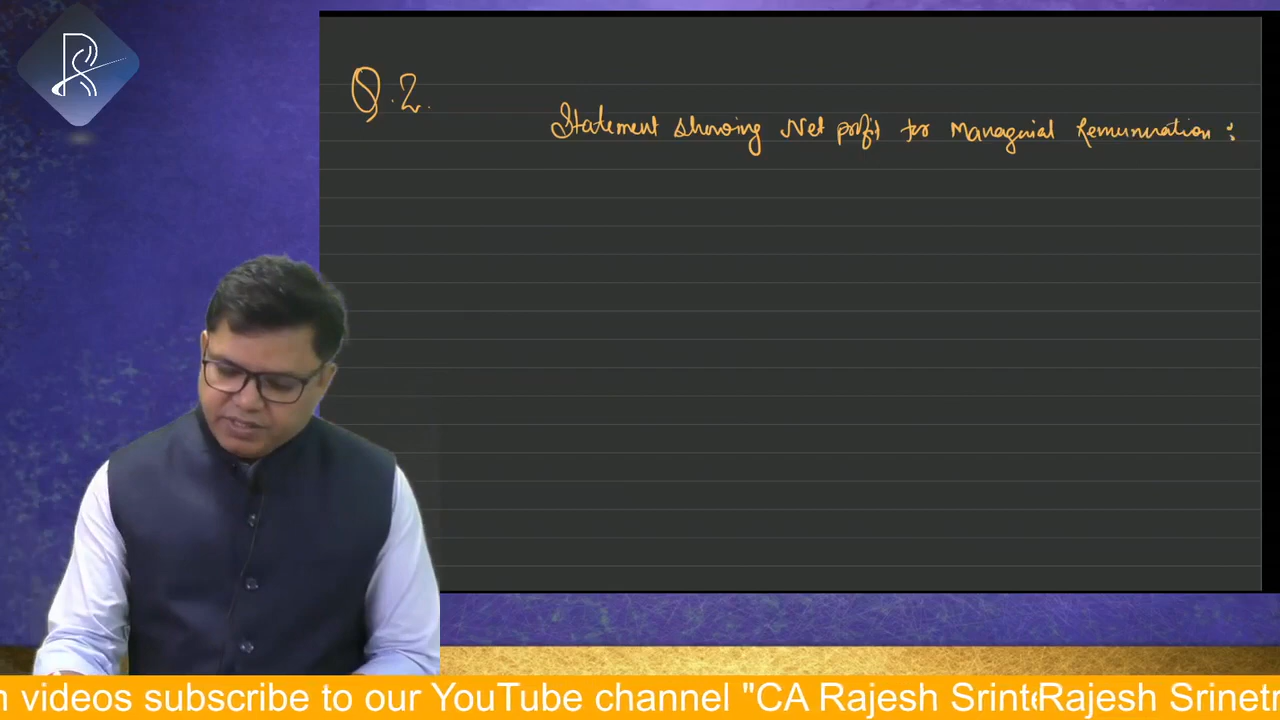 RS
Q.2.
Statement showing Net profit for Managerial Remuneration :
n videos subscribe to our YouTube channel "CA Rajesh Srint Rajesh Srinetr